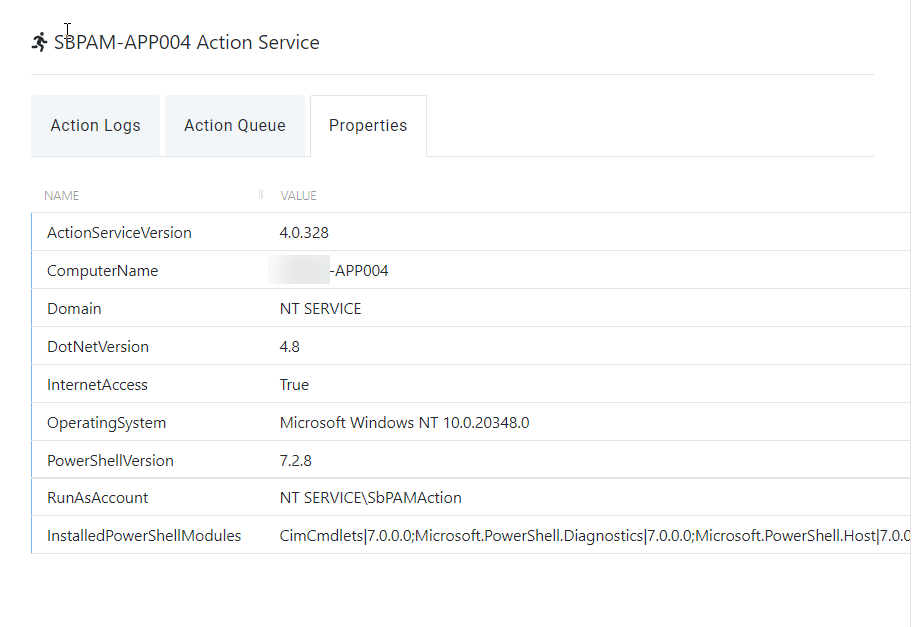 SBPAM-APP004 Action Service
Action Logs Action Queue Properties
NAME VALUE
ActionServiceVersion 4.0.328
ComputerName -APP004
Domain NT SERVICE
DotNetVersion 4.8
InternetAccess True
OperatingSystem Microsoft Windows NT 10.0.20348.0
PowerShellVersion 7.2.8
RunAsAccount NT SERVICE\SbPAMAction
InstalledPowerShellModules CimCmdlets|7.0.0.0;Microsoft.PowerShell.Diagnostics|7.0.0.0;Microsoft.PowerShell.Host|7.0.0